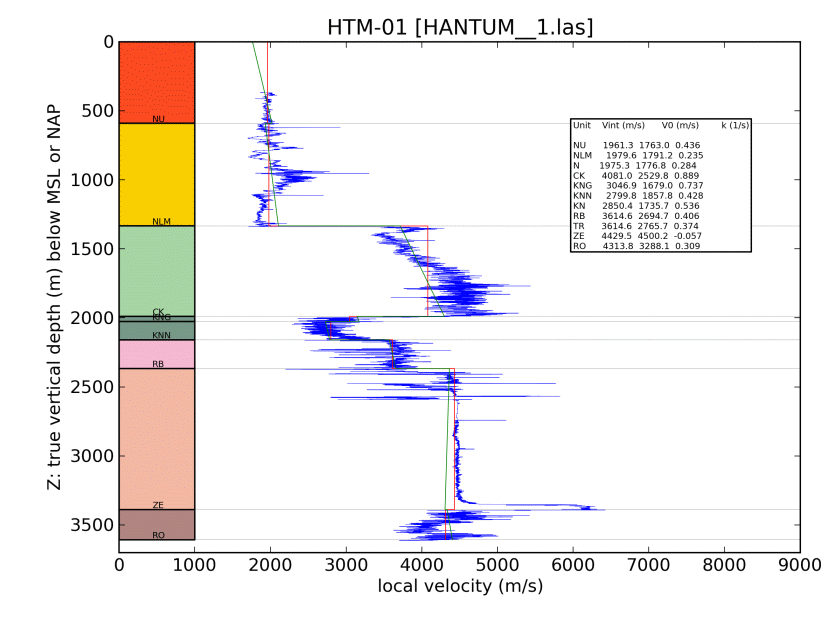 HTM-01 [HANTUM__1.las]
Z: true vertical depth (m) below MSL or NAP
0
500
1000
1500
2000
2500
3000
3500
NU
NLM
CK
KNG
KNN
RB
ZE
RO
Unit Vint (m/s) V0 (m/s) k (1/s)
NU 1961.3 1763.0 0.436
NLM 1979.6 1791.2 0.235
N 1975.3 1776.8 0.284
CK 4081.0 2529.8 0.889
KNG 3046.9 1679.0 0.737
KNN 2799.8 1857.8 0.428
KN 2850.4 1735.7 0.536
RB 3614.6 2694.7 0.406
TR 3614.6 2765.7 0.374
ZE 4429.5 4500.2 -0.057
RO 4313.8 3288.1 0.309
0 1000 2000 3000 4000 5000 6000 7000 8000 9000
local velocity (m/s)